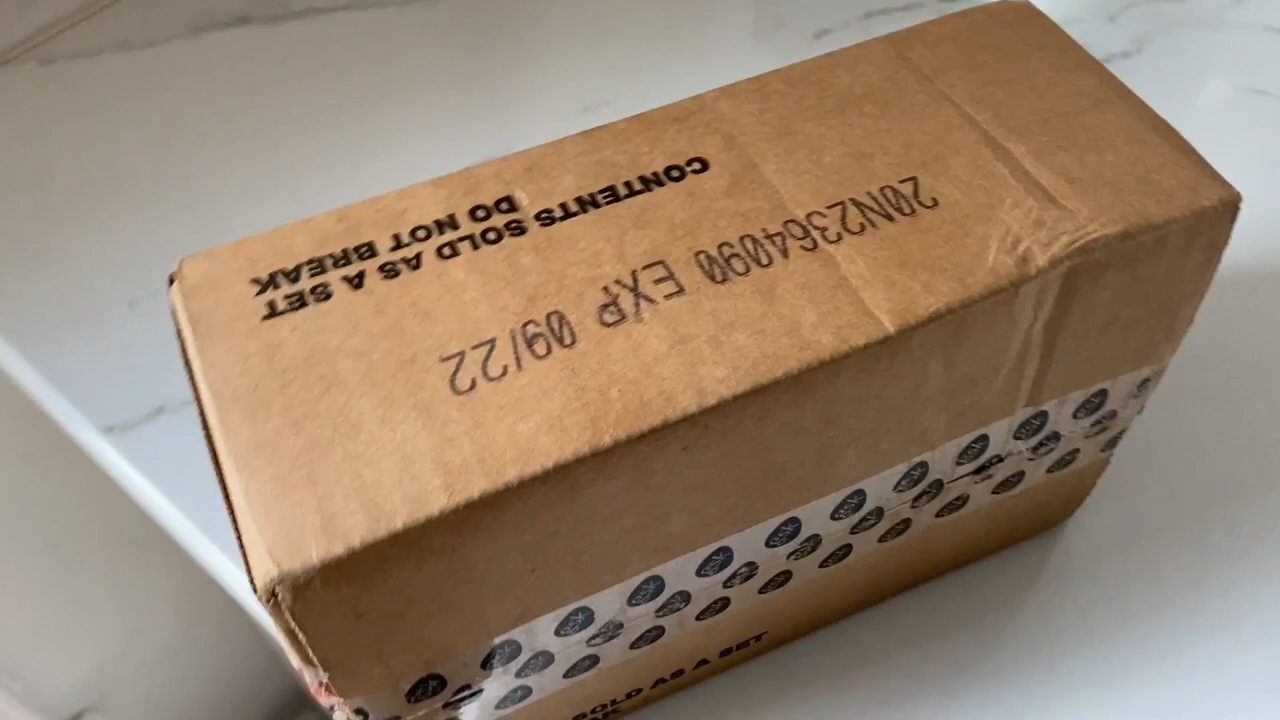 CONTENTS SOLD AS A SET
DO NOT BREAK
20N2364090 EXP 09/22
SOLD AS A SET